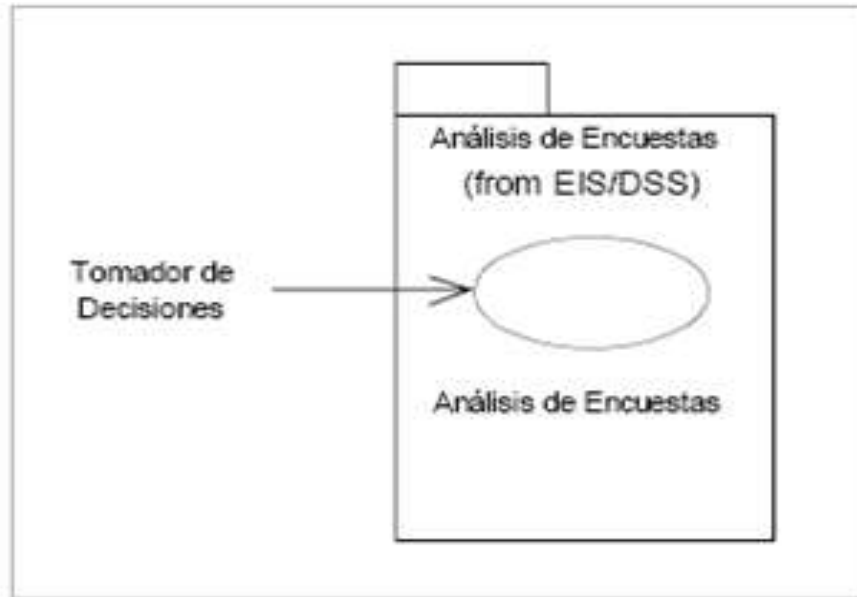 Análisis de Encuestas
(from EIS/DSS)
Tomador de
Decisiones
Análisis de Encuestas